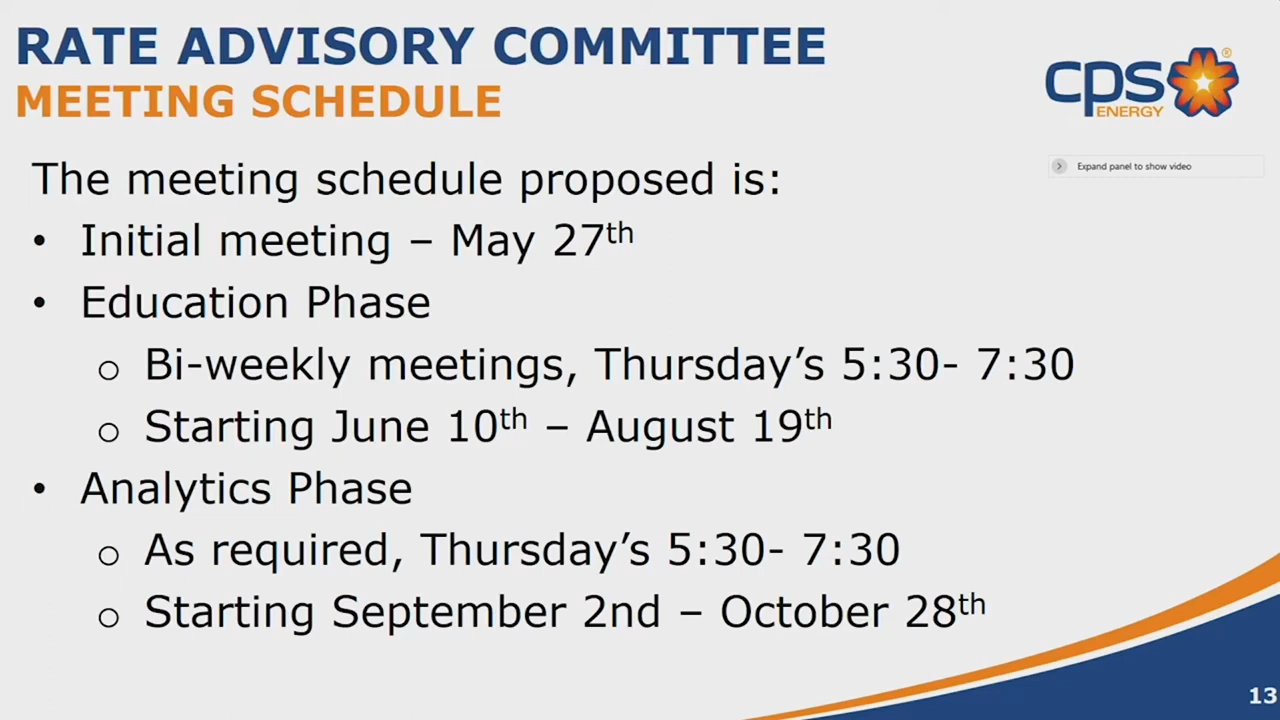 RATE ADVISORY COMMITTEE
MEETING SCHEDULE
cps
ENERGY
®
Expand panel to show video
The meeting schedule proposed is:
• Initial meeting – May 27th
• Education Phase
o Bi-weekly meetings, Thursday’s 5:30- 7:30
o Starting June 10th – August 19th
• Analytics Phase
o As required, Thursday’s 5:30- 7:30
o Starting September 2nd – October 28th
13